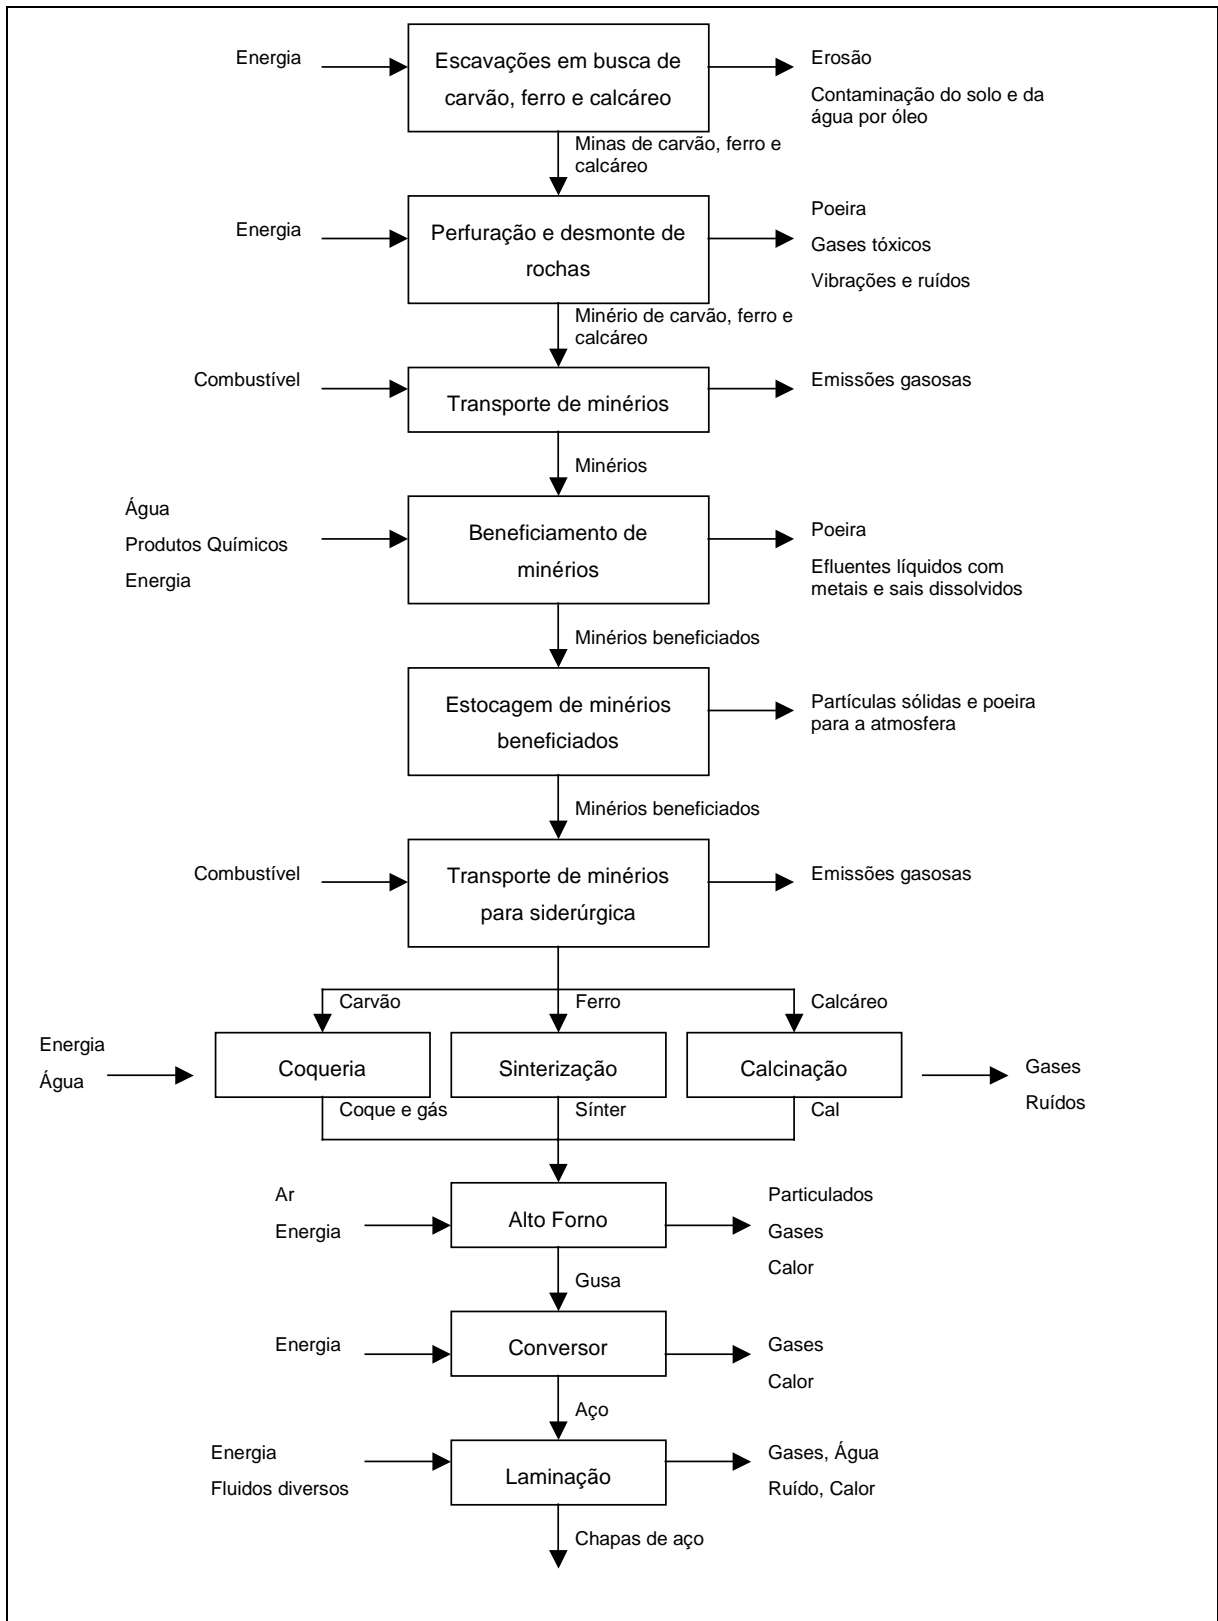 Energia
Escavações em busca de
carvão, ferro e calcáreo
Erosão
Contaminação do solo e da
água por óleo
Minas de carvão, ferro e
calcáreo
Energia
Perfuração e desmonte de
rochas
Poeira
Gases tóxicos
Vibrações e ruídos
Minério de carvão, ferro e
calcáreo
Combustível
Transporte de minérios
Emissões gasosas
Minérios
Água
Produtos Químicos
Energia
Beneficiamento de
minérios
Poeira
Efluentes líquidos com
metais e sais dissolvidos
Minérios beneficiados
Estocagem de minérios
beneficiados
Partículas sólidas e poeira
para a atmosfera
Minérios beneficiados
Combustível
Transporte de minérios
para siderúrgica
Emissões gasosas
Carvão
Ferro
Calcáreo
Energia
Água
Coqueria
Sinterização
Calcinação
Gases
Ruídos
Coque e gás
Sínter
Cal
Ar
Energia
Alto Forno
Particulados
Gases
Calor
Gusa
Energia
Conversor
Gases
Calor
Aço
Energia
Fluidos diversos
Laminação
Gases, Água
Ruído, Calor
Chapas de aço